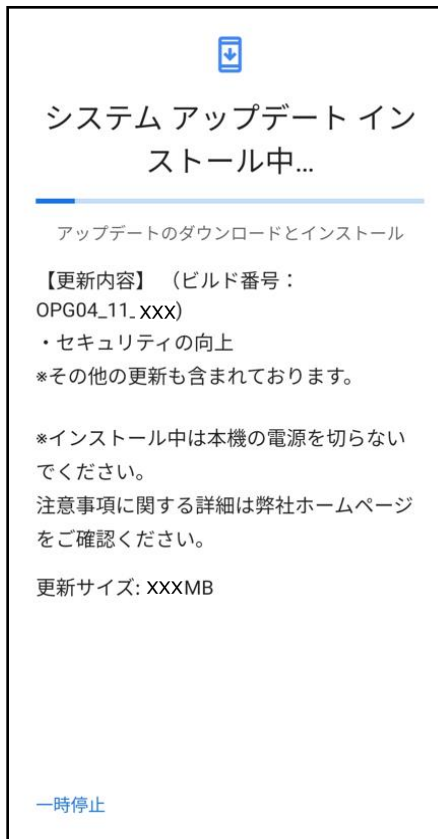 システム アップデート イン
ストール中...
アップデートのダウンロードとインストール
【更新内容】 （ビルド番号：
OPG04_11_XXX)
・セキュリティの向上
※その他の更新も含まれております。
※インストール中は本機の電源を切らない
でください。
注意事項に関する詳細は弊社ホームページ
をご確認ください。
更新サイズ: XXXMB
一時停止